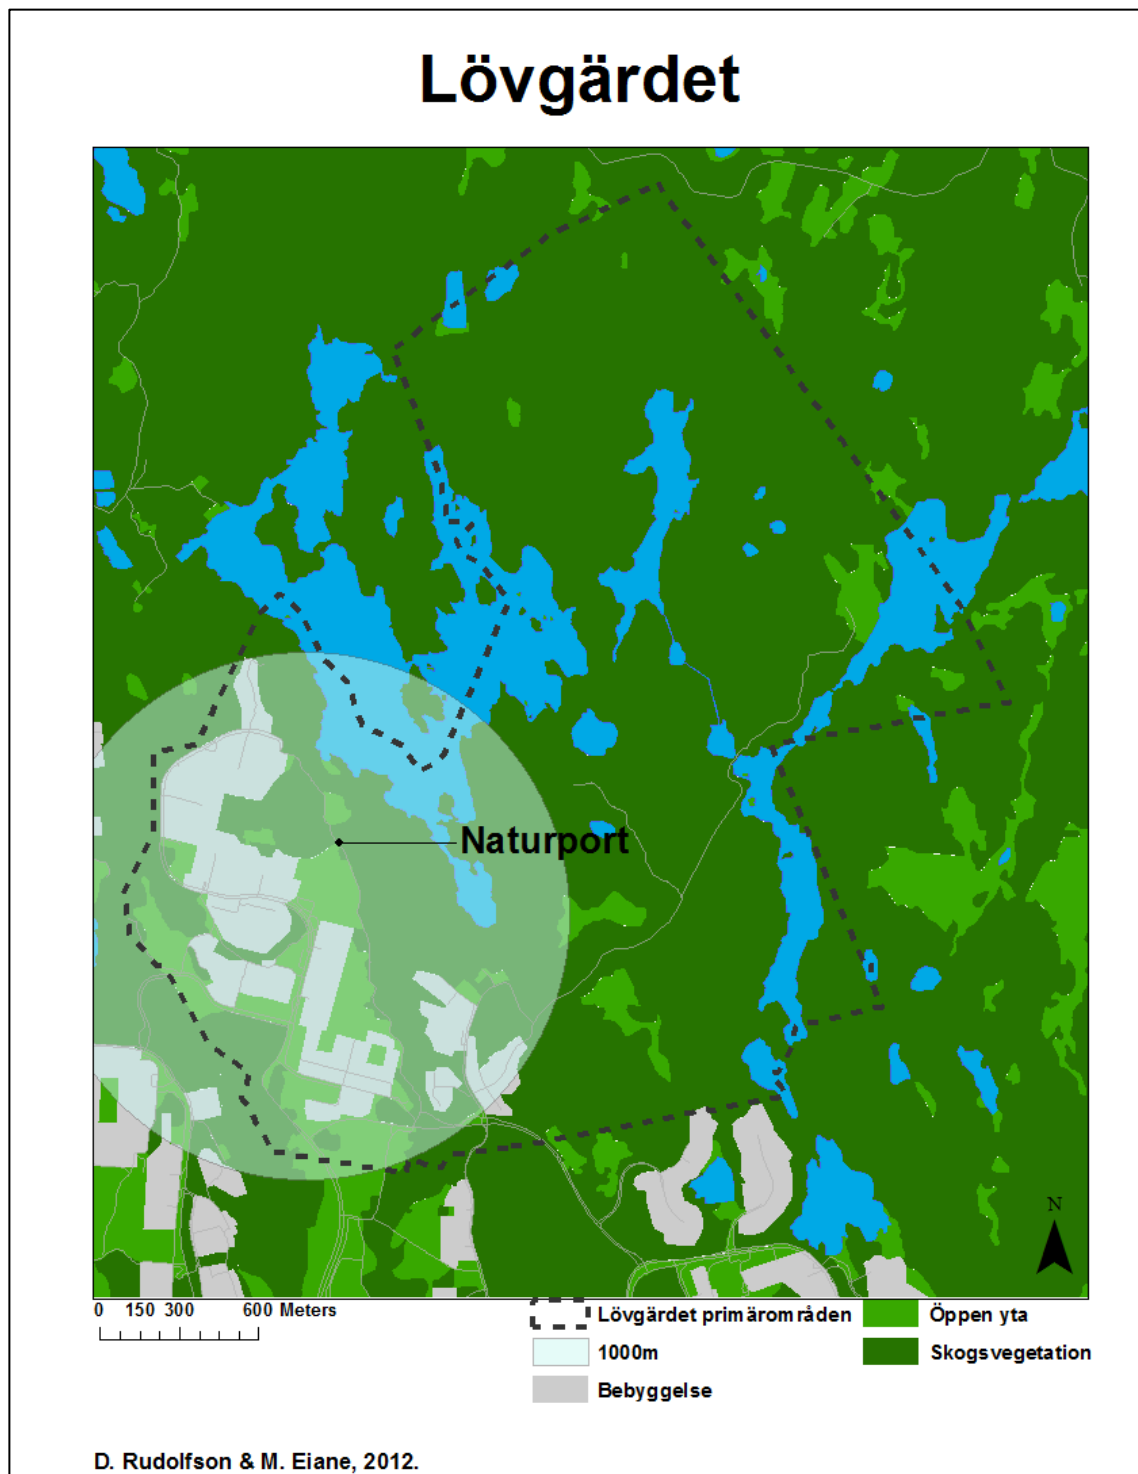 Lövgärdet
Naturport
N
0 150 300 600 Meters
Lövgärdet primärområden
Öppen yta
1000m
Skogsvegetation
Bebyggelse
D. Rudolfson & M. Eiane, 2012.